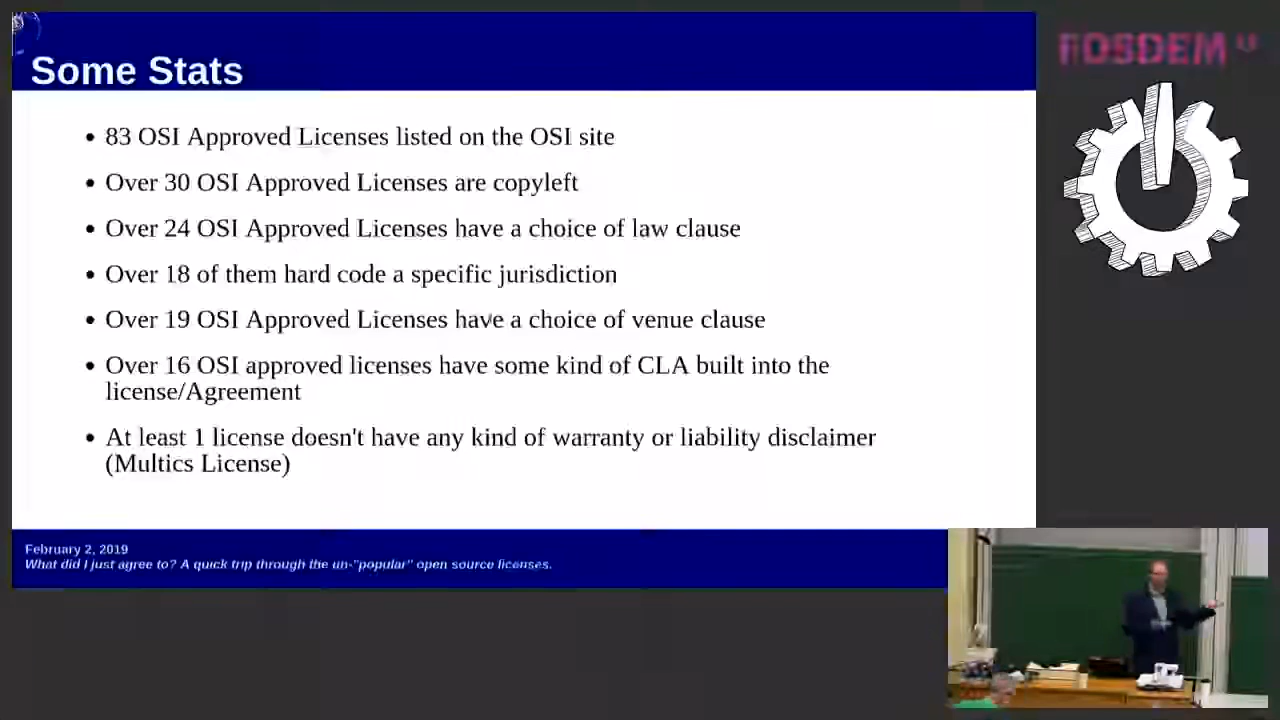 Some Stats
FOSDEM
• 83 OSI Approved Licenses listed on the OSI site
• Over 30 OSI Approved Licenses are copyleft
• Over 24 OSI Approved Licenses have a choice of law clause
• Over 18 of them hard code a specific jurisdiction
• Over 19 OSI Approved Licenses have a choice of venue clause
• Over 16 OSI approved licenses have some kind of CLA built into the
license/Agreement
• At least 1 license doesn't have any kind of warranty or liability disclaimer
(Multics License)
February 2, 2019
What did I just agree to? A quick trip through the un-"popular" open source licenses.